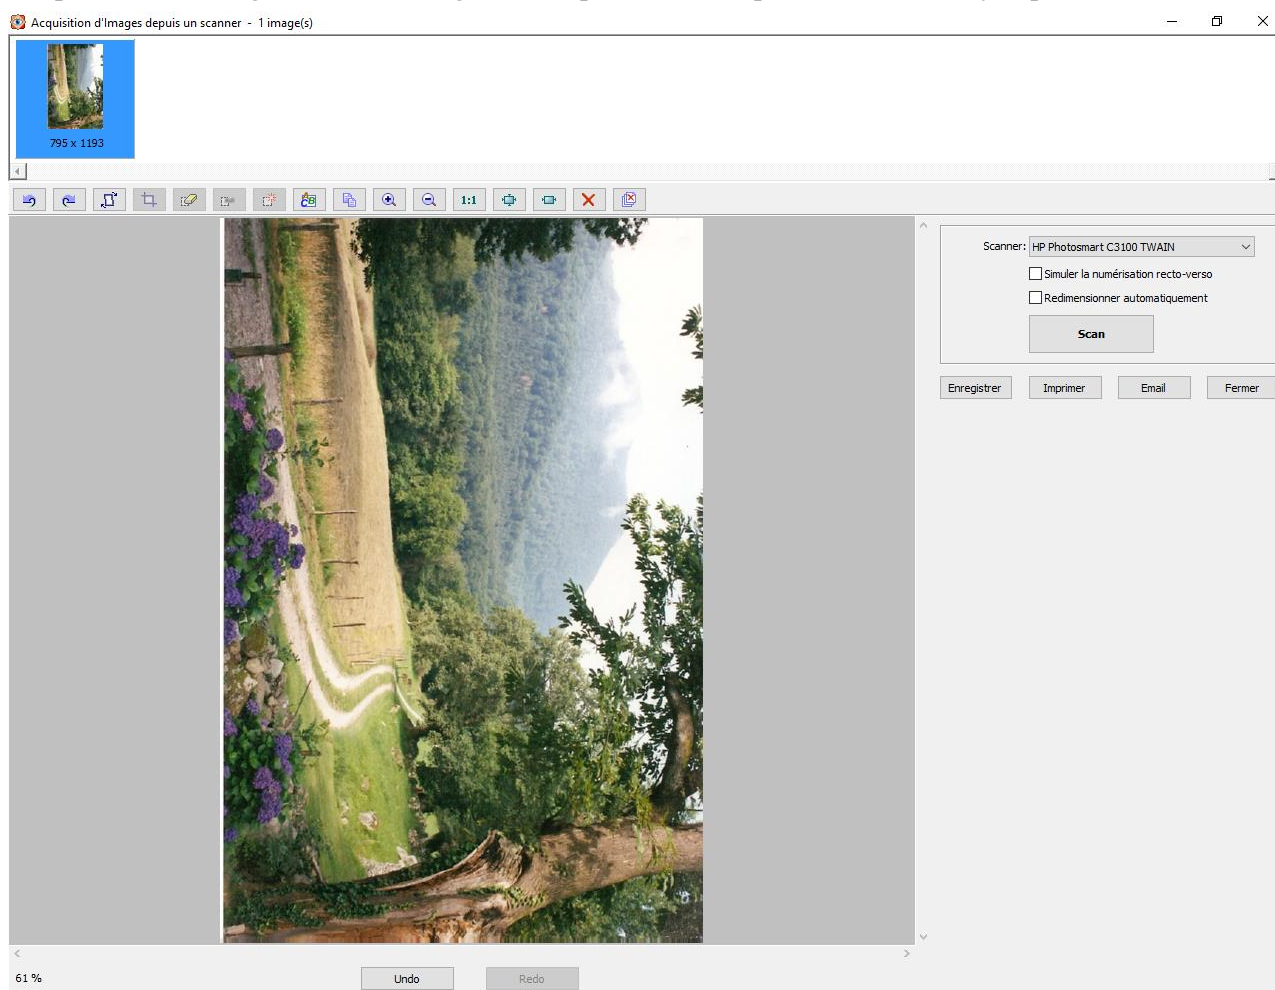 Acquisition d'Images depuis un scanner - 1 image(s)
795 x 1193
1:1
Scanner: HP Photosmart C3100 TWAIN
Simuler la numérisation recto-verso
Redimensionner automatiquement
Scan
Enregistrer Imprimer Email Fermer
61 %
Undo Redo